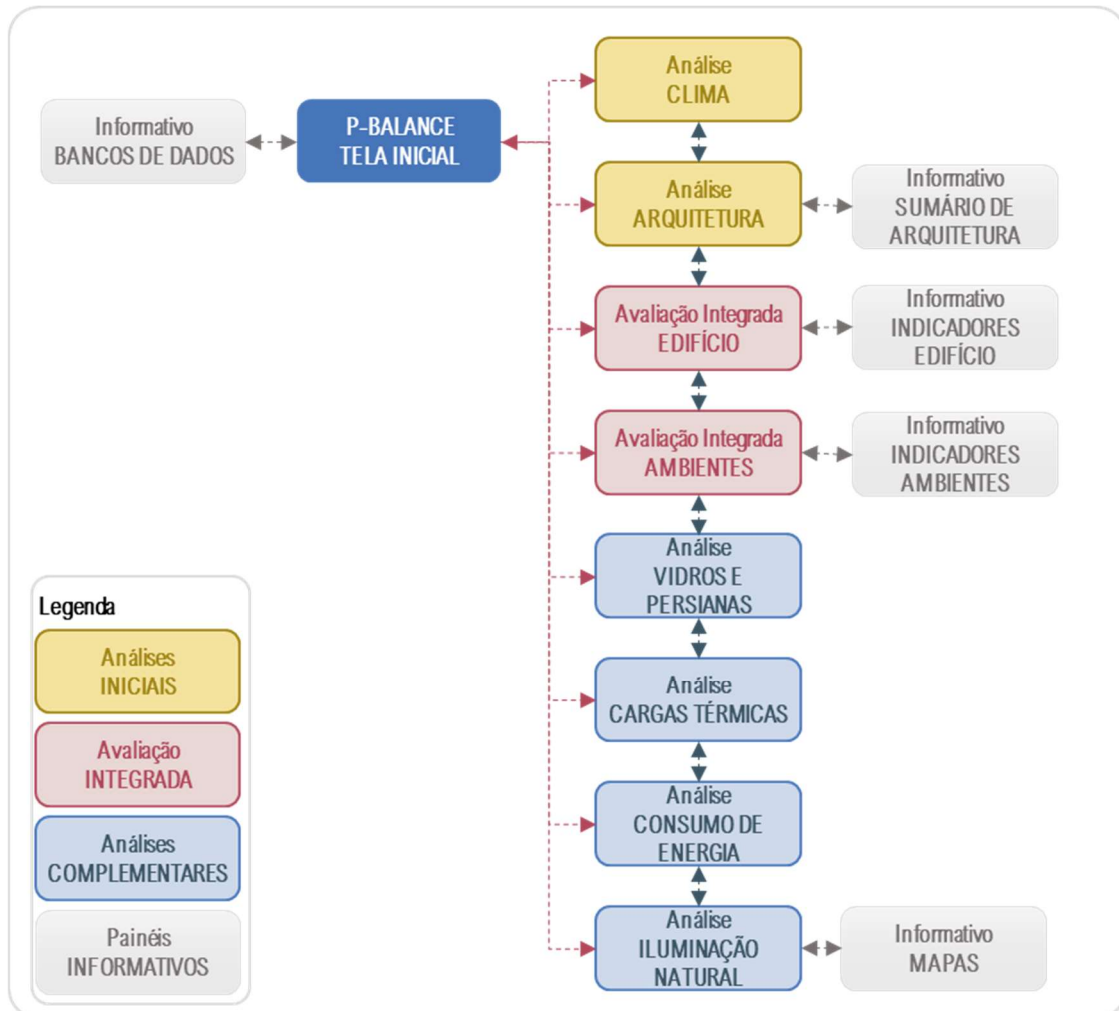 Informativo
BANCOS DE DADOS
P-BALANCE
TELA INICIAL
Análise
CLIMA
Análise
ARQUITETURA
Informativo
SUMÁRIO DE
ARQUITETURA
Avaliação Integrada
EDIFÍCIO
Informativo
INDICADORES
EDIFÍCIO
Avaliação Integrada
AMBIENTES
Informativo
INDICADORES
AMBIENTES
Análise
VIDROS E
PERSIANAS
Análise
CARGAS TÉRMICAS
Análise
CONSUMO DE
ENERGIA
Análise
ILUMINAÇÃO
NATURAL
Informativo
MAPAS
Legenda
Análises
INICIAIS
Avaliação
INTEGRADA
Análises
COMPLEMENTARES
Painéis
INFORMATIVOS